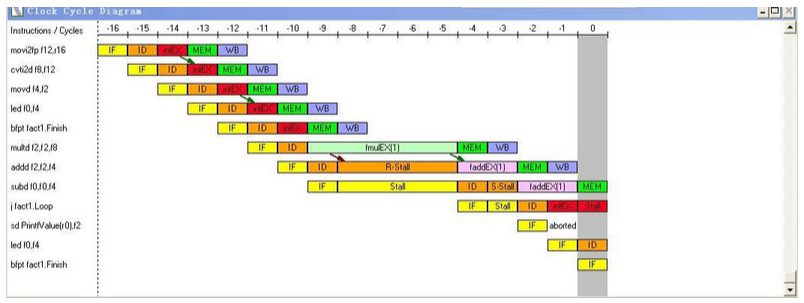 Clock Cycle Diagram
Instructions / Cycles -16 -15 -14 -13 -12 -11 -10 -9 -8 -7 -6 -5 -4 -3 -2 -1 0
movi2fp f12,r16 IF ID intEX MEM WB
cvti2d f8,f12 IF ID intEX MEM WB
movd f4,f2 IF ID intEX MEM WB
led f0,f4 IF ID intEX MEM WB
bfpt fact1.Finish IF ID intEX MEM WB
multd f2,f2,f8 IF ID fmulEX(1) MEM WB
addd f2,f2,f4 IF ID R-Stall faddEX(1) MEM WB
subd f0,f0,f4 IF Stall ID S-Stall faddEX(1) MEM
j fact1.Loop IF Stall ID intEX Stall
sd PrintfValue(r0),f2 IF aborted
led f0,f4 IF ID
bfpt fact1.Finish IF